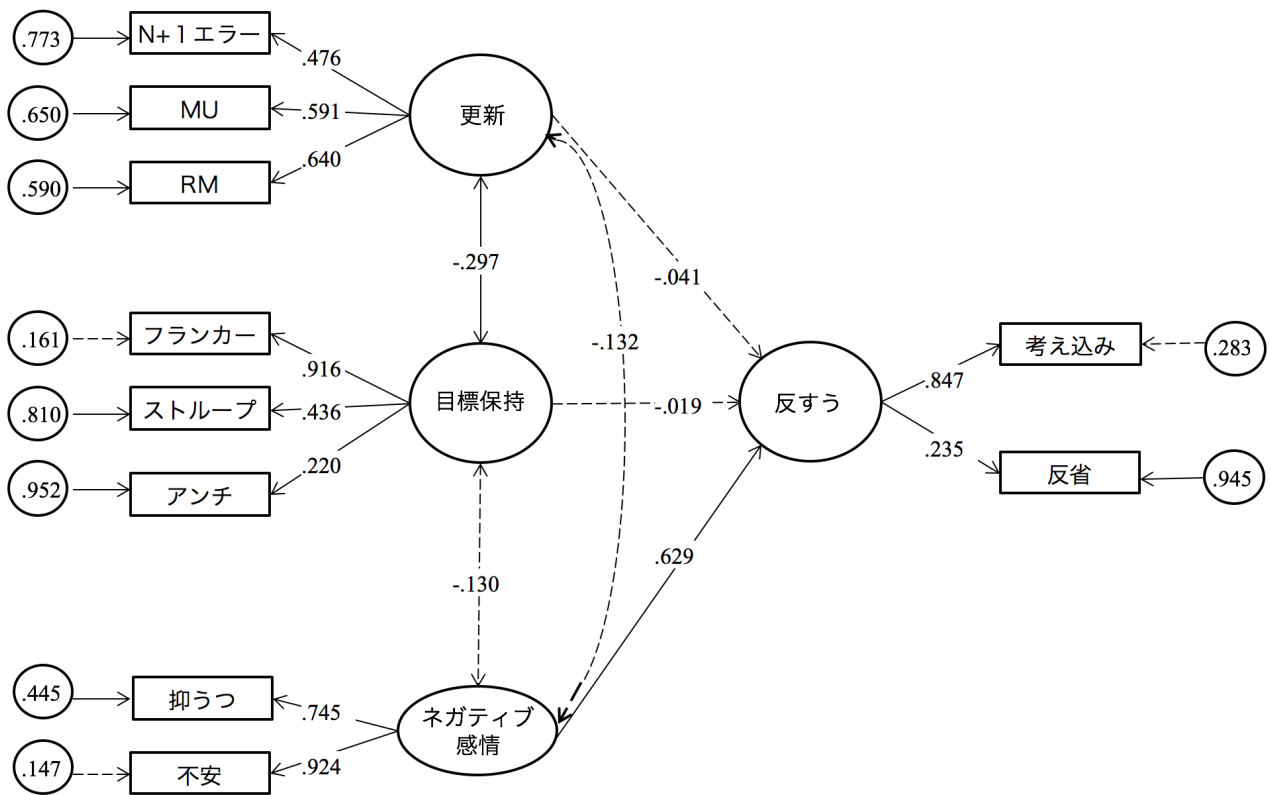 .773
N+1エラー
.476
.650
MU
.591
.590
RM
.640
更新
-.297
-.041
-.132
.161
フランカー
.916
.810
ストループ
.436
.952
アンチ
.220
目標保持
-.019
反すう
.847
考え込み
.283
.235
反省
.945
-.130
.629
.445
抑うつ
.745
.147
不安
.924
ネガティブ
感情